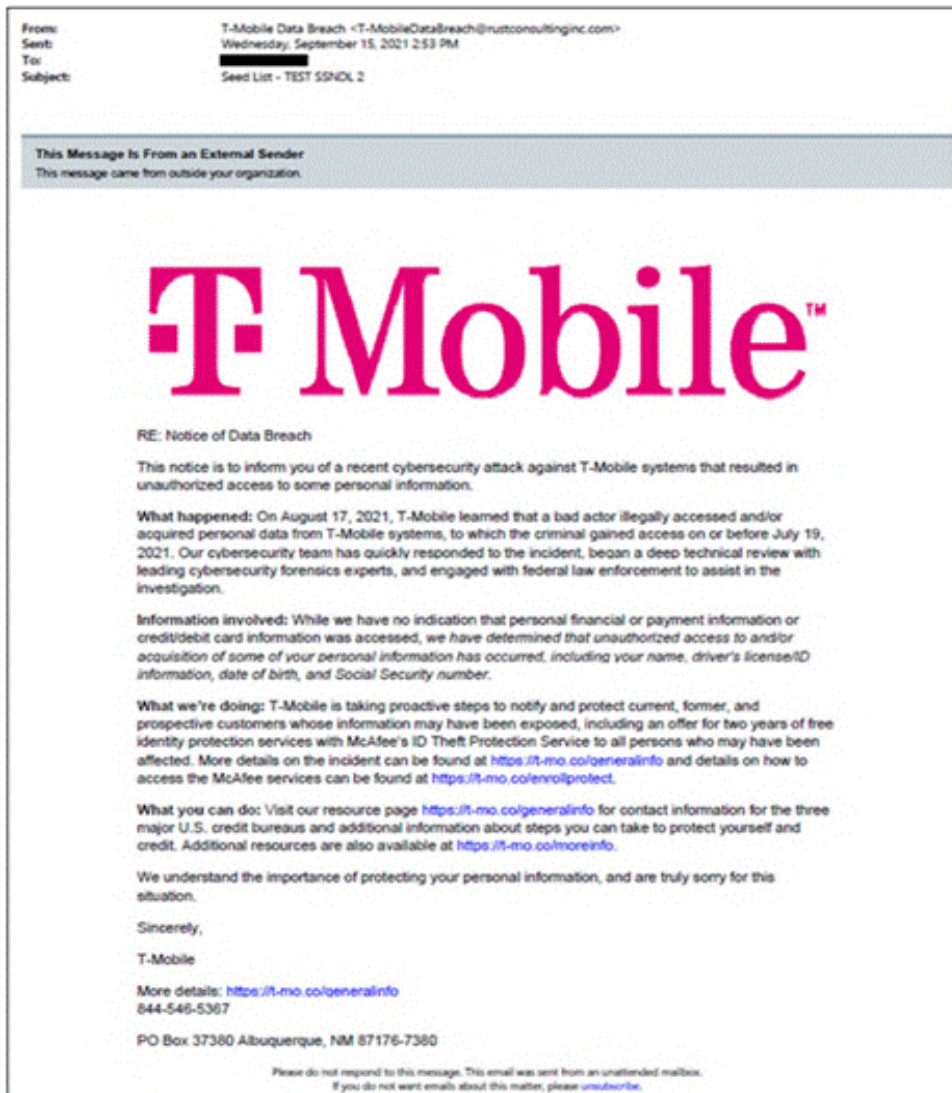 From: T-Mobile Data Breach <T-MobileDataBreach@rustconsultinginc.com>
Sent: Wednesday, September 15, 2021 2:53 PM
To:
Subject: Seed List - TEST SSNDL 2
This Message Is From an External Sender
This message came from outside your organization.
T Mobile™
RE: Notice of Data Breach
This notice is to inform you of a recent cybersecurity attack against T-Mobile systems that resulted in
unauthorized access to some personal information.
What happened: On August 17, 2021, T-Mobile learned that a bad actor illegally accessed and/or
acquired personal data from T-Mobile systems, to which the criminal gained access on or before July 19,
2021. Our cybersecurity team has quickly responded to the incident, began a deep technical review with
leading cybersecurity forensics experts, and engaged with federal law enforcement to assist in the
investigation.
Information involved: While we have no indication that personal financial or payment information or
credit/debit card information was accessed, we have determined that unauthorized access to and/or
acquisition of some of your personal information has occurred, including your name, driver's license/ID
information, date of birth, and Social Security number.
What we're doing: T-Mobile is taking proactive steps to notify and protect current, former, and
prospective customers whose information may have been exposed, including an offer for two years of free
identity protection services with McAfee's ID Theft Protection Service to all persons who may have been
affected. More details on the incident can be found at https://t-mo.co/generalinfo and details on how to
access the McAfee services can be found at https://t-mo.co/enrollprotect.
What you can do: Visit our resource page https://t-mo.co/generalinfo for contact information for the three
major U.S. credit bureaus and additional information about steps you can take to protect yourself and
credit. Additional resources are also available at https://t-mo.co/moreinfo.
We understand the importance of protecting your personal information, and are truly sorry for this
situation.
Sincerely,
T-Mobile
More details: https://t-mo.co/generalinfo
844-546-5367
PO Box 37380 Albuquerque, NM 87176-7380
Please do not respond to this message. This email was sent from an unattended mailbox.
If you do not want emails about this matter, please unsubscribe.